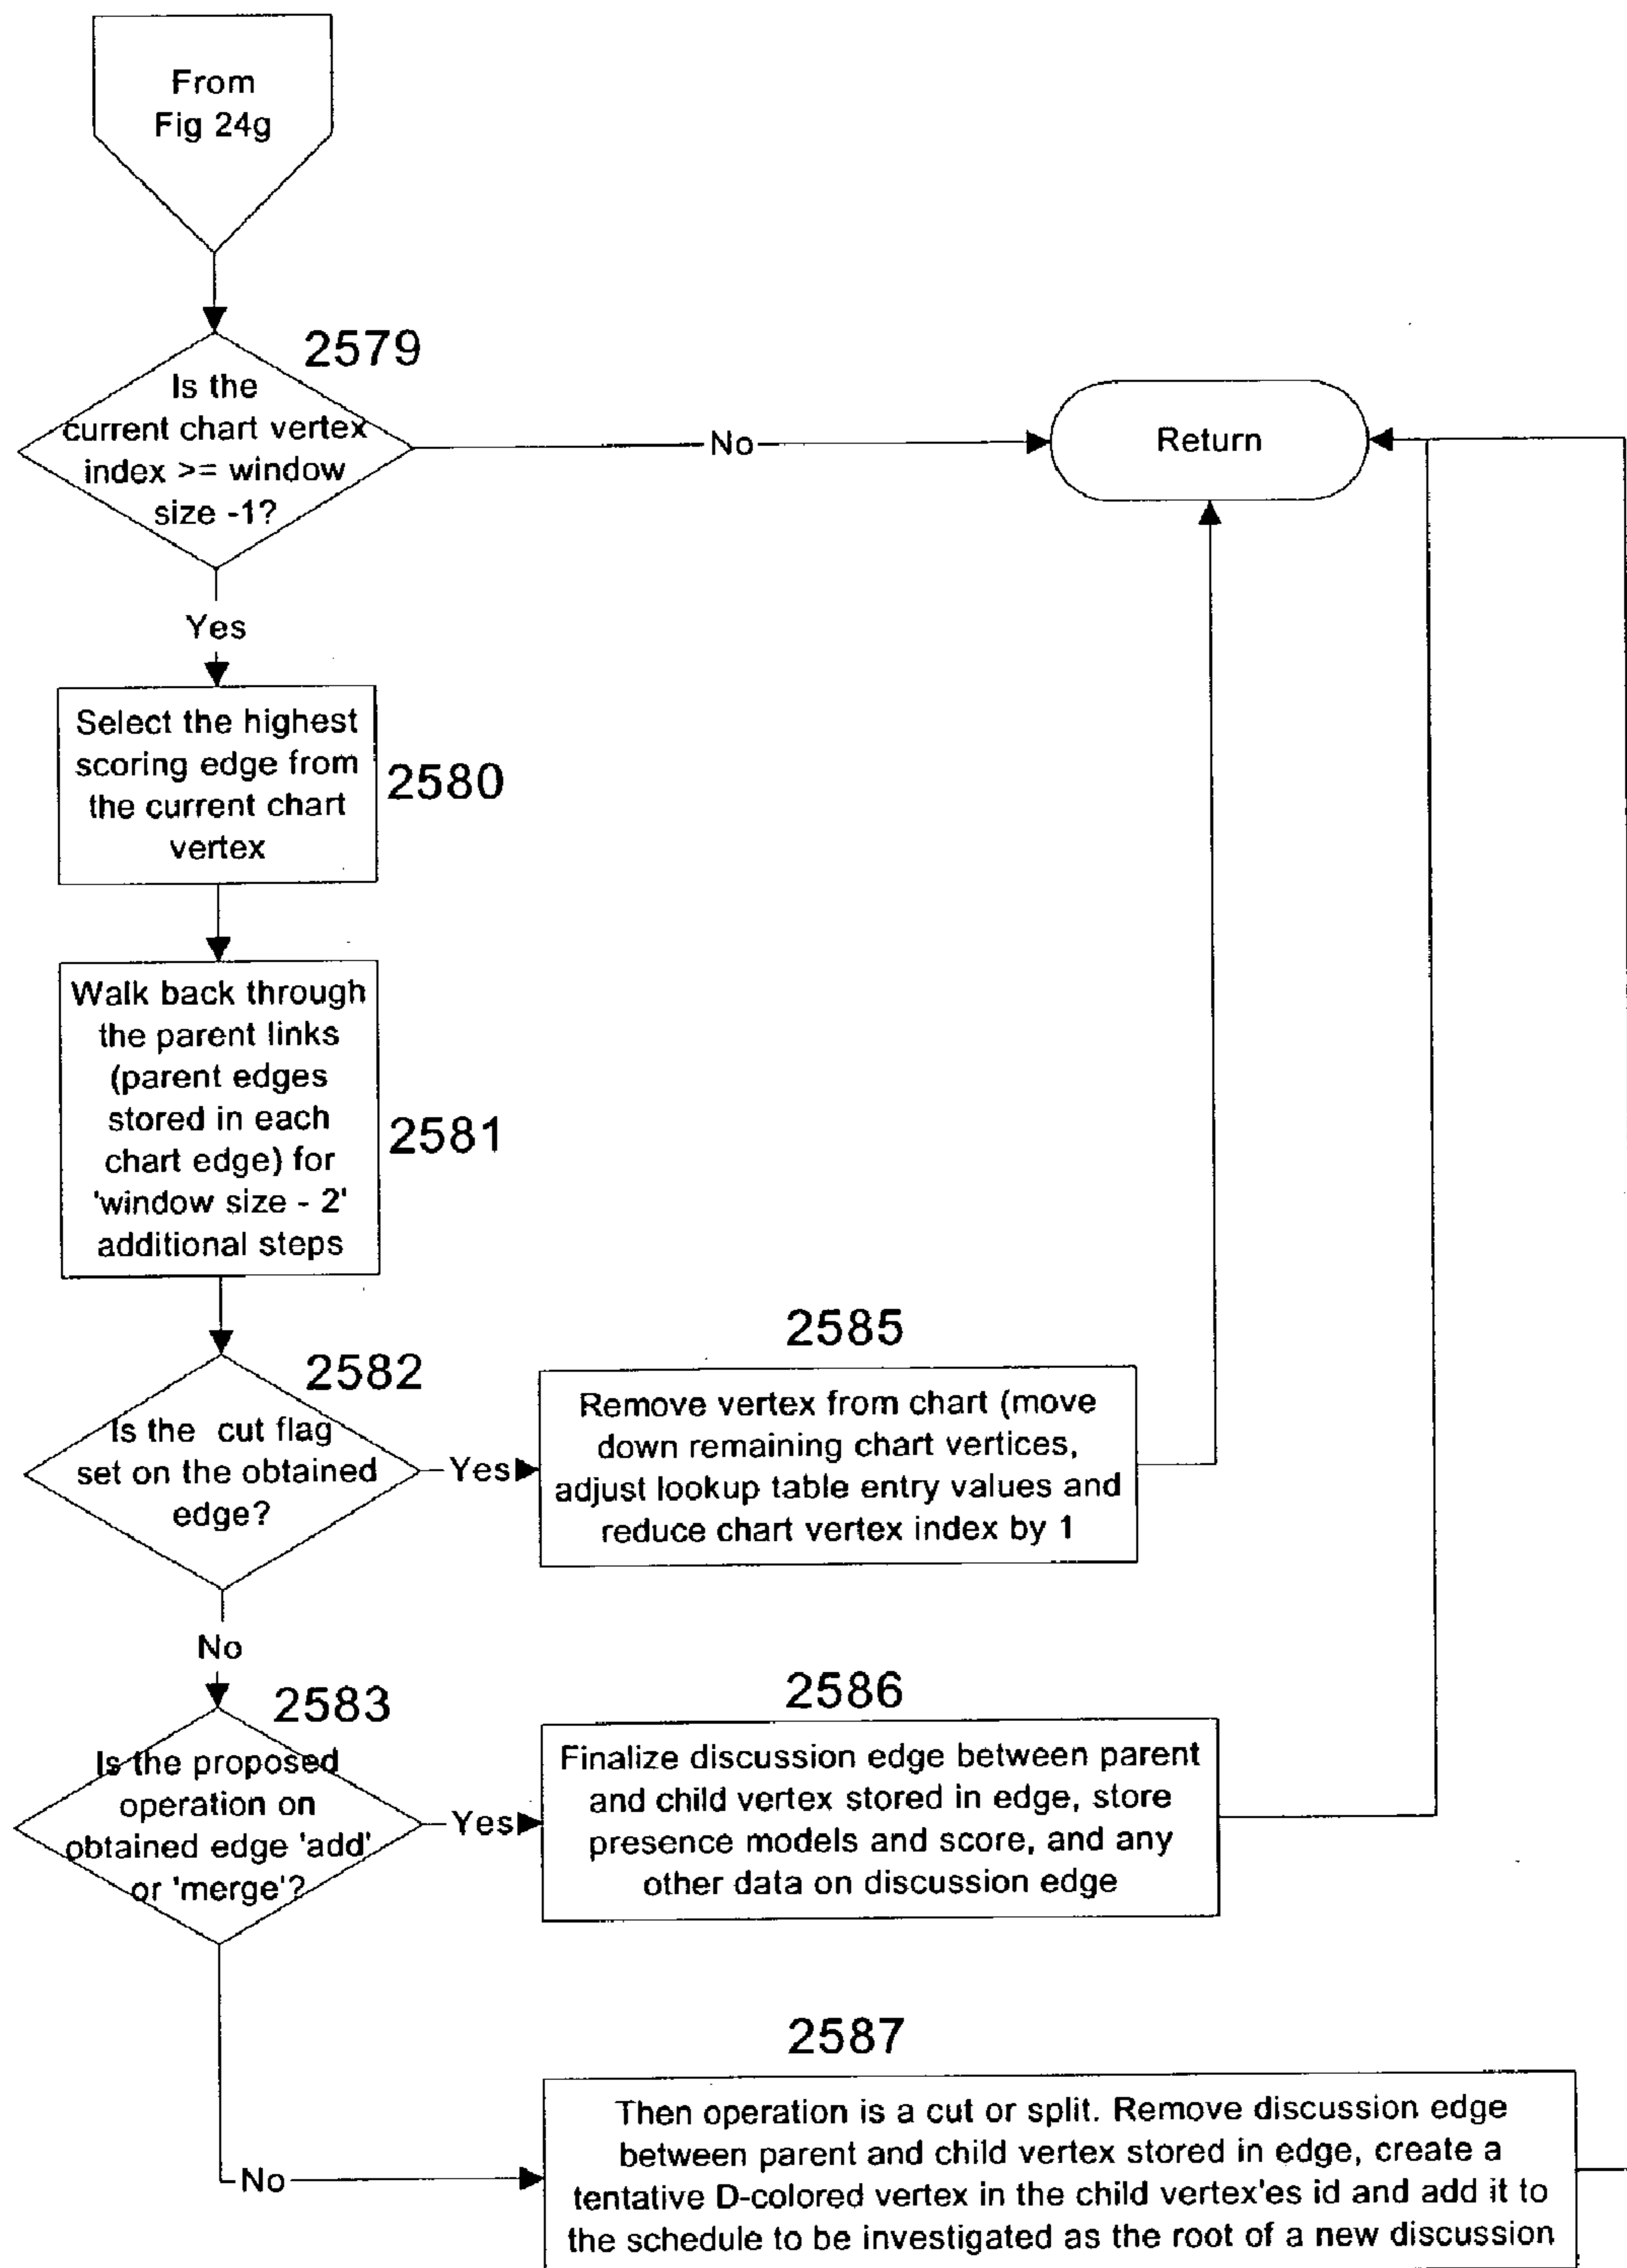 From
Fig 24g
2579
Is the
current chart vertex
index >= window
size -1?
No
Return
Yes
Select the highest
scoring edge from
the current chart
vertex
2580
Walk back through
the parent links
(parent edges
stored in each
chart edge) for
'window size - 2'
additional steps
2581
2582
Is the cut flag
set on the obtained
edge?
Yes
2585
Remove vertex from chart (move
down remaining chart vertices,
adjust lookup table entry values and
reduce chart vertex index by 1
No
2583
Is the proposed
operation on
obtained edge 'add'
or 'merge'?
Yes
2586
Finalize discussion edge between parent
and child vertex stored in edge, store
presence models and score, and any
other data on discussion edge
No
2587
Then operation is a cut or split. Remove discussion edge
between parent and child vertex stored in edge, create a
tentative D-colored vertex in the child vertex'es id and add it to
the schedule to be investigated as the root of a new discussion